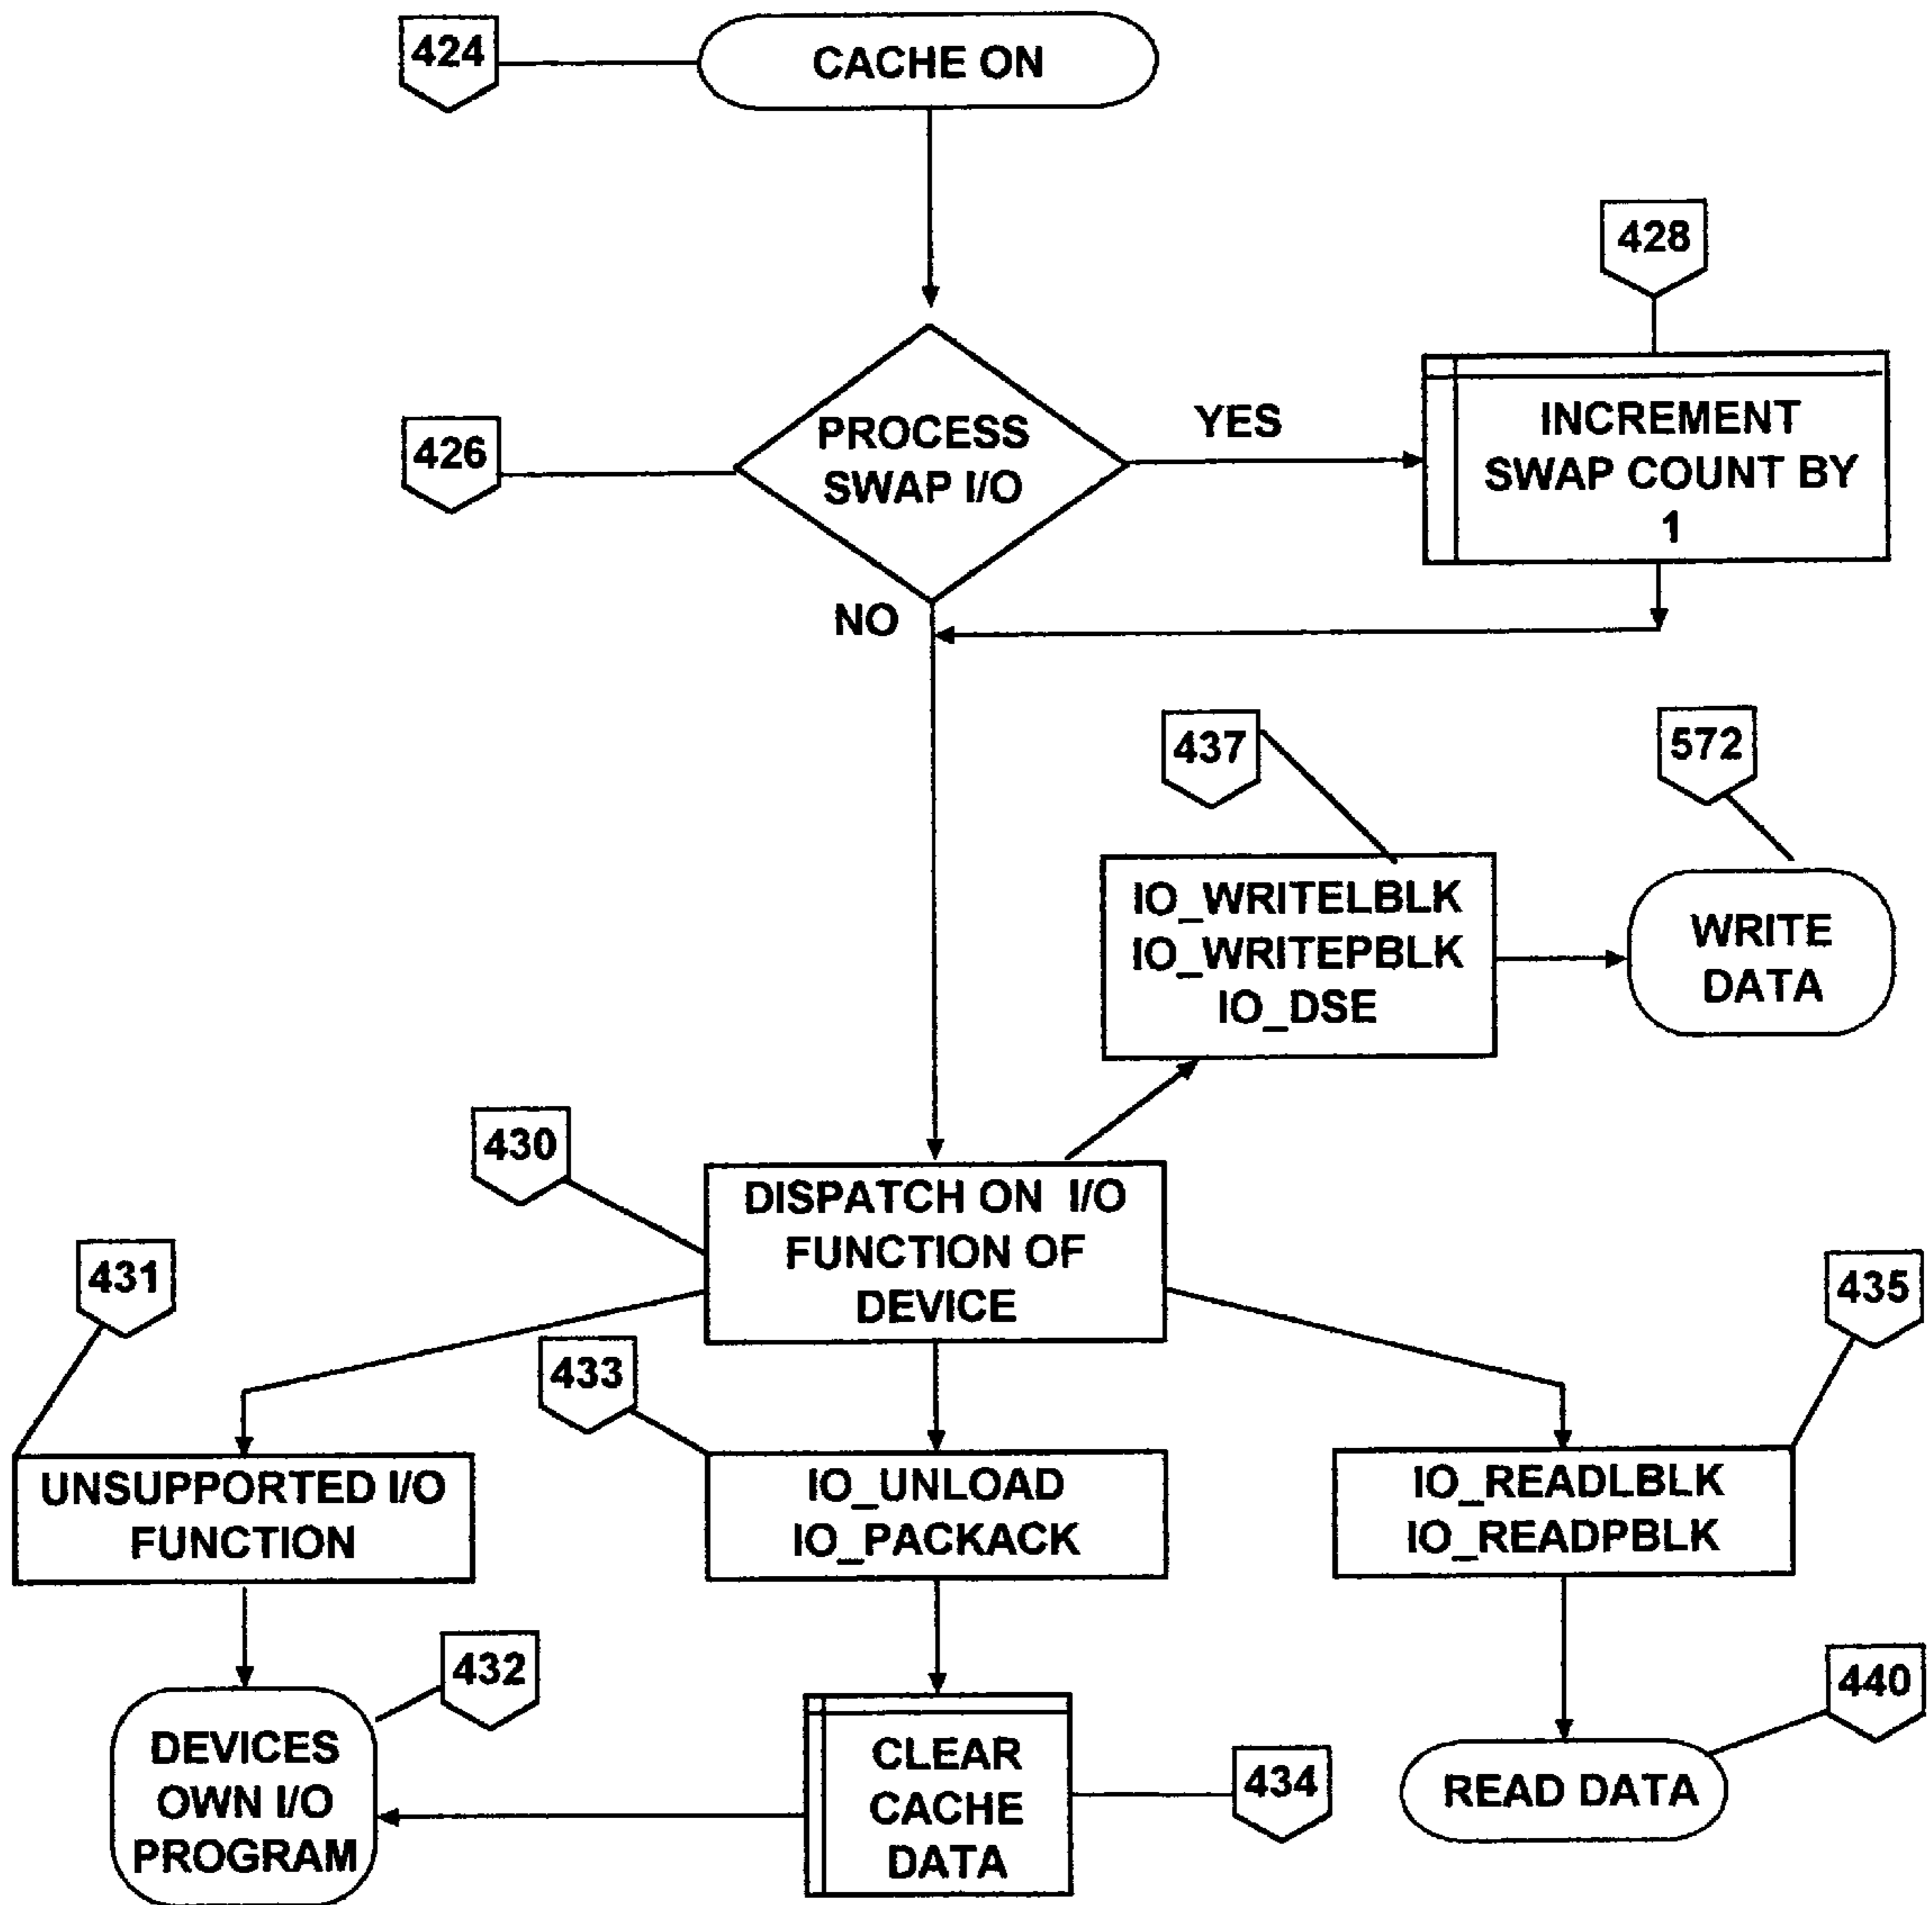 424
CACHE ON
428
426
PROCESS
SWAP I/O
YES
INCREMENT
SWAP COUNT BY
1
NO
437
572
IO_WRITELBLK
IO_WRITEPBLK
IO_DSE
WRITE
DATA
430
DISPATCH ON I/O
FUNCTION OF
DEVICE
431
433
435
UNSUPPORTED I/O
FUNCTION
IO_UNLOAD
IO_PACKACK
IO_READLBLK
IO_READPBLK
432
440
DEVICES
OWN I/O
PROGRAM
CLEAR
CACHE
DATA
434
READ DATA